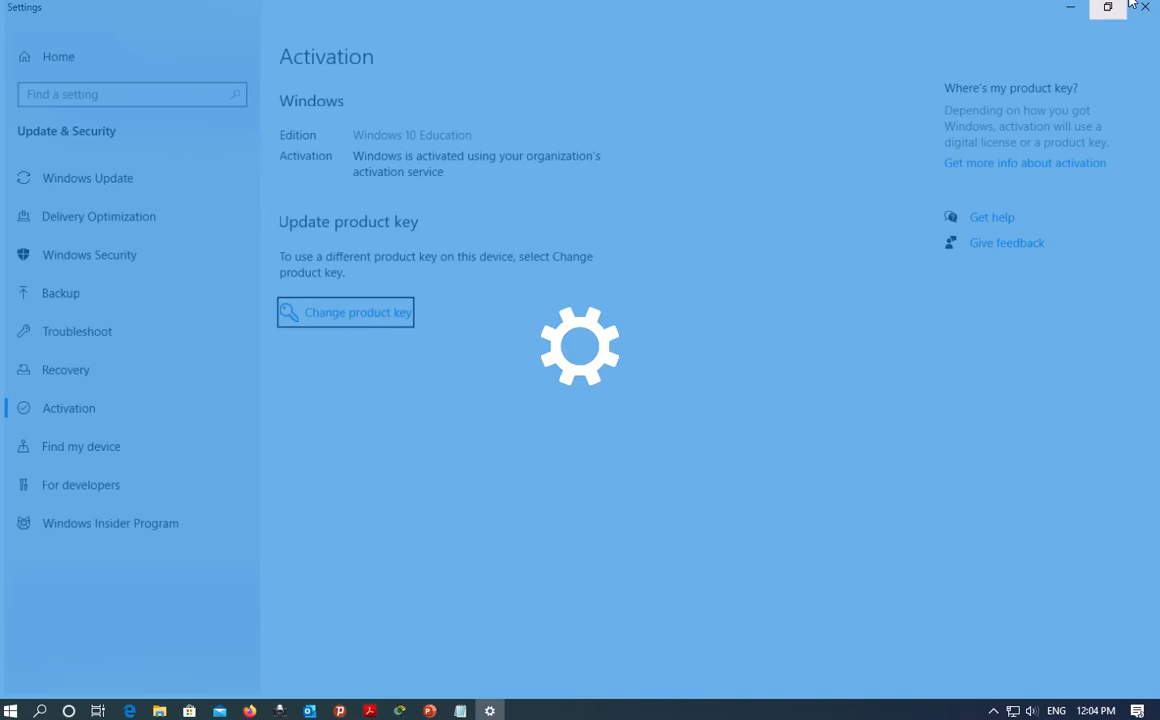 Settings
Home
Find a setting
Update & Security
Windows Update
Delivery Optimization
Windows Security
Backup
Troubleshoot
Recovery
Activation
Find my device
For developers
Windows Insider Program
Activation
Windows
Edition Windows 10 Education
Activation Windows is activated using your organization's
activation service
Update product key
To use a different product key on this device, select Change
product key.
Change product key
Where's my product key?
Depending on how you got
Windows, activation will use a
digital license or a product key.
Get more info about activation
Get help
Give feedback
ENG 12:04 PM